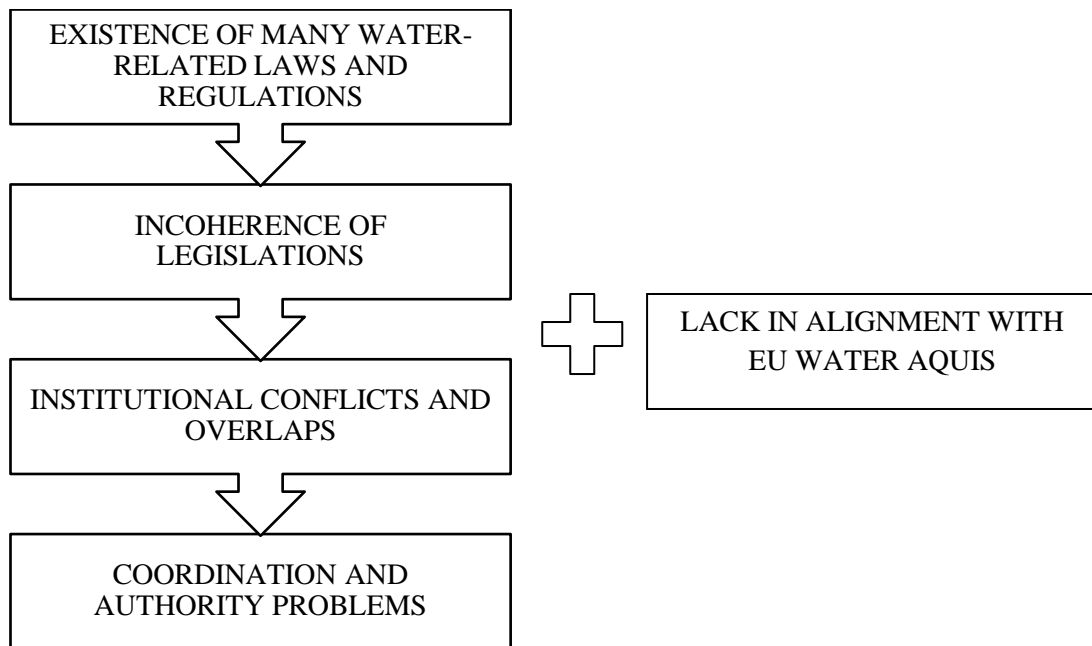 EXISTENCE OF MANY WATER-
RELATED LAWS AND
REGULATIONS
INCOHERENCE OF
LEGISLATIONS
INSTITUTIONAL CONFLICTS AND
OVERLAPS
COORDINATION AND
AUTHORITY PROBLEMS
LACK IN ALIGNMENT WITH
EU WATER AQUIS